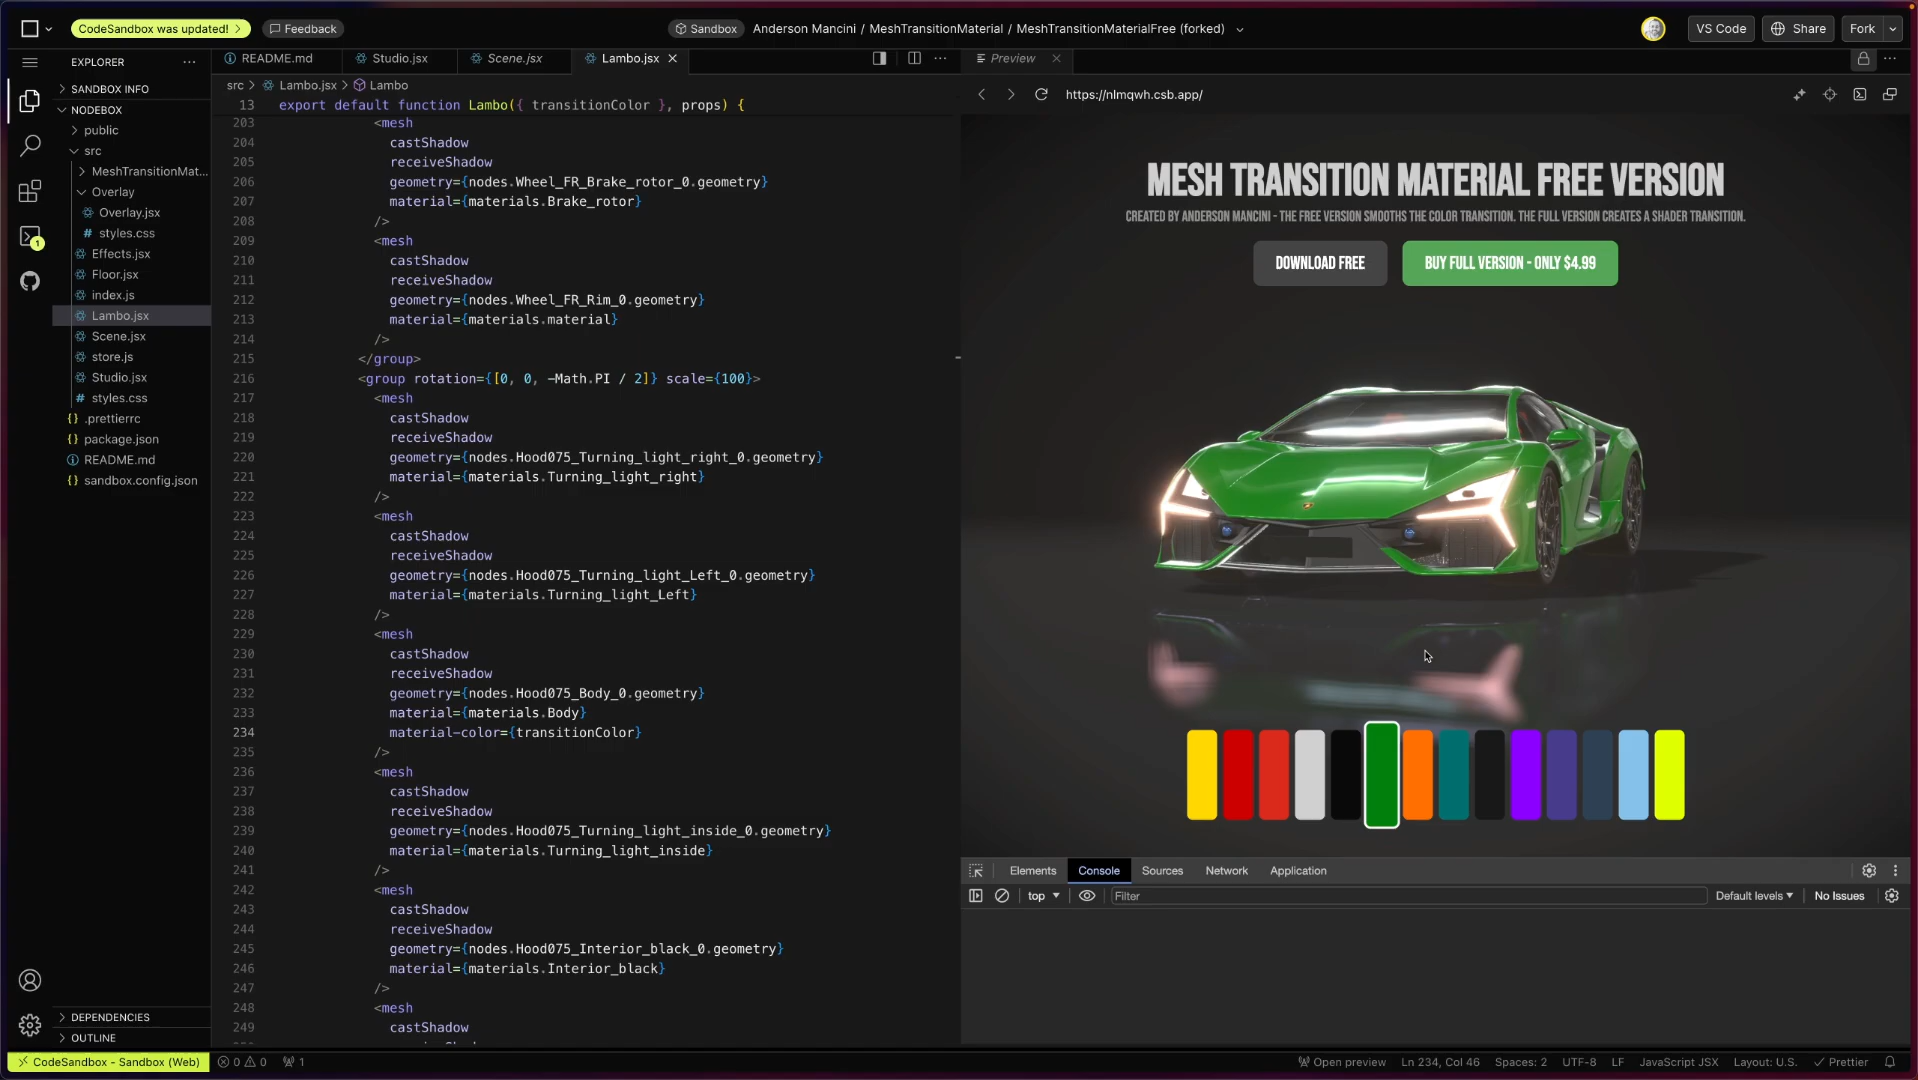 CodeSandbox was updated! >
Feedback
Sandbox
Anderson Mancini / MeshTransitionMaterial / MeshTransitionMaterialFree (forked)
VS Code
Share
Fork
EXPLORER
SANDBOX INFO
NODEBOX
public
src
MeshTransitionMat...
Overlay
Overlay.jsx
# styles.css
Effects.jsx
Floor.jsx
index.js
Lambo.jsx
Scene.jsx
store.js
Studio.jsx
# styles.css
{} .prettierrc
{} package.json
README.md
{} sandbox.config.json
DEPENDENCIES
OUTLINE
1
README.md
Studio.jsx
Scene.jsx
Lambo.jsx
src > Lambo.jsx > Lambo
13 export default function Lambo({ transitionColor }, props) {
203 <mesh
204 castShadow
205 receiveShadow
206 geometry={nodes.Wheel_FR_Brake_rotor_0.geometry}
207 material={materials.Brake_rotor}
208 />
209 <mesh
210 castShadow
211 receiveShadow
212 geometry={nodes.Wheel_FR_Rim_0.geometry}
213 material={materials.material}
214 />
215 </group>
216 <group rotation={[0, 0, -Math.PI / 2]} scale={100}>
217 <mesh
218 castShadow
219 receiveShadow
220 geometry={nodes.Hood075_Turning_light_right_0.geometry}
221 material={materials.Turning_light_right}
222 />
223 <mesh
224 castShadow
225 receiveShadow
226 geometry={nodes.Hood075_Turning_light_Left_0.geometry}
227 material={materials.Turning_light_Left}
228 />
229 <mesh
230 castShadow
231 receiveShadow
232 geometry={nodes.Hood075_Body_0.geometry}
233 material={materials.Body}
234 material-color={transitionColor}
235 />
236 <mesh
237 castShadow
238 receiveShadow
239 geometry={nodes.Hood075_Turning_light_inside_0.geometry}
240 material={materials.Turning_light_inside}
241 />
242 <mesh
243 castShadow
244 receiveShadow
245 geometry={nodes.Hood075_Interior_black_0.geometry}
246 material={materials.Interior_black}
247 />
248 <mesh
249 castShadow
Preview
https://nlmqwh.csb.app/
MESH TRANSITION MATERIAL FREE VERSION
CREATED BY ANDERSON MANCINI - THE FREE VERSION SMOOTHS THE COLOR TRANSITION. THE FULL VERSION CREATES A SHADER TRANSITION.
DOWNLOAD FREE
BUY FULL VERSION - ONLY $4.99
Elements
Console
Sources
Network
Application
top
Filter
Default levels
No Issues
CodeSandbox - Sandbox (Web)
0
0
1
Open preview
Ln 234, Col 46
Spaces: 2
UTF-8
LF
JavaScript JSX
Layout: U.S.
Prettier